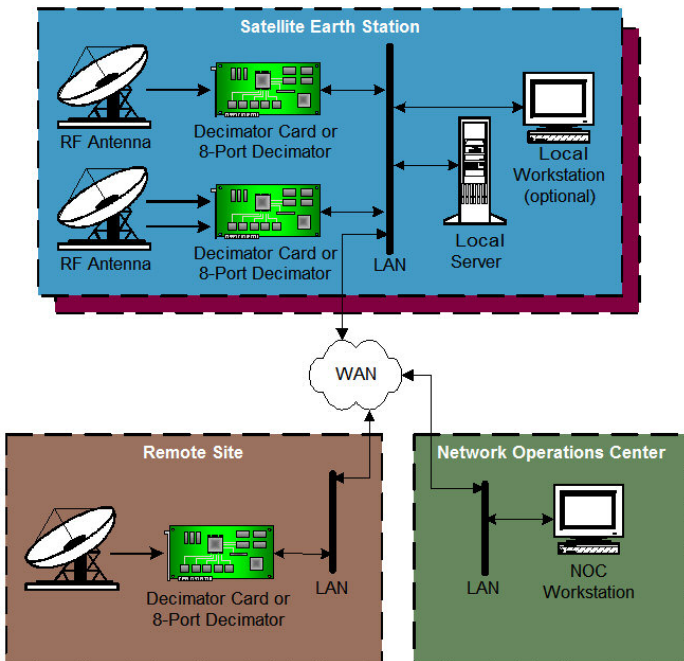 Satellite Earth Station
RF Antenna
Decimator Card or
8-Port Decimator
Local
Workstation
(optional)
RF Antenna
Decimator Card or
8-Port Decimator
LAN
Local
Server
WAN
Remote Site
Decimator Card or
8-Port Decimator
LAN
Network Operations Center
LAN
NOC
Workstation